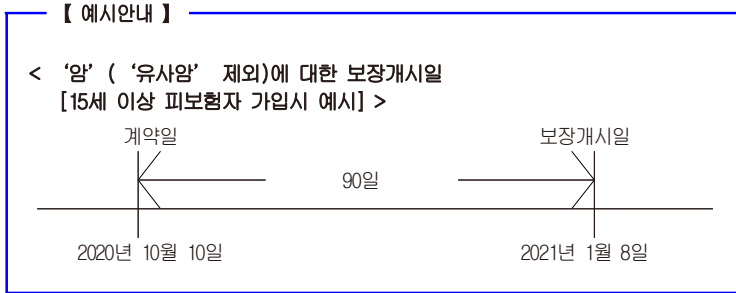 【 예시안내 】
< ‘암’ ( ‘유사암’ 제외)에 대한 보장개시일
[15세 이상 피보험자 가입시 예시] >
계약일 보장개시일
90일
2020년 10월 10일 2021년 1월 8일